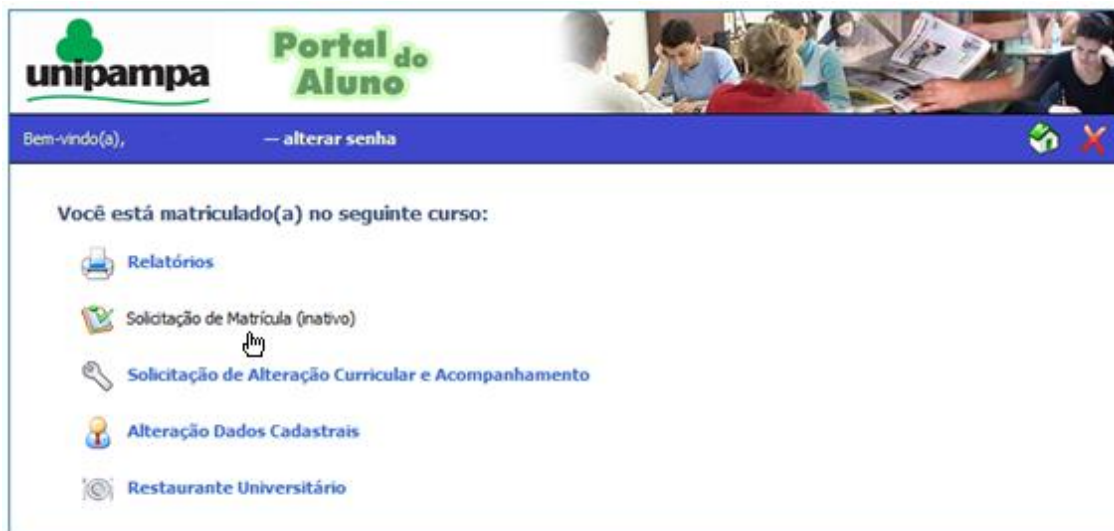 unipampa
Portal do
Aluno
Bem-vindo(a), — alterar senha
Você está matriculado(a) no seguinte curso:
Relatórios
Solicitação de Matrícula (inativo)
Solicitação de Alteração Curricular e Acompanhamento
Alteração Dados Cadastrais
Restaurante Universitário